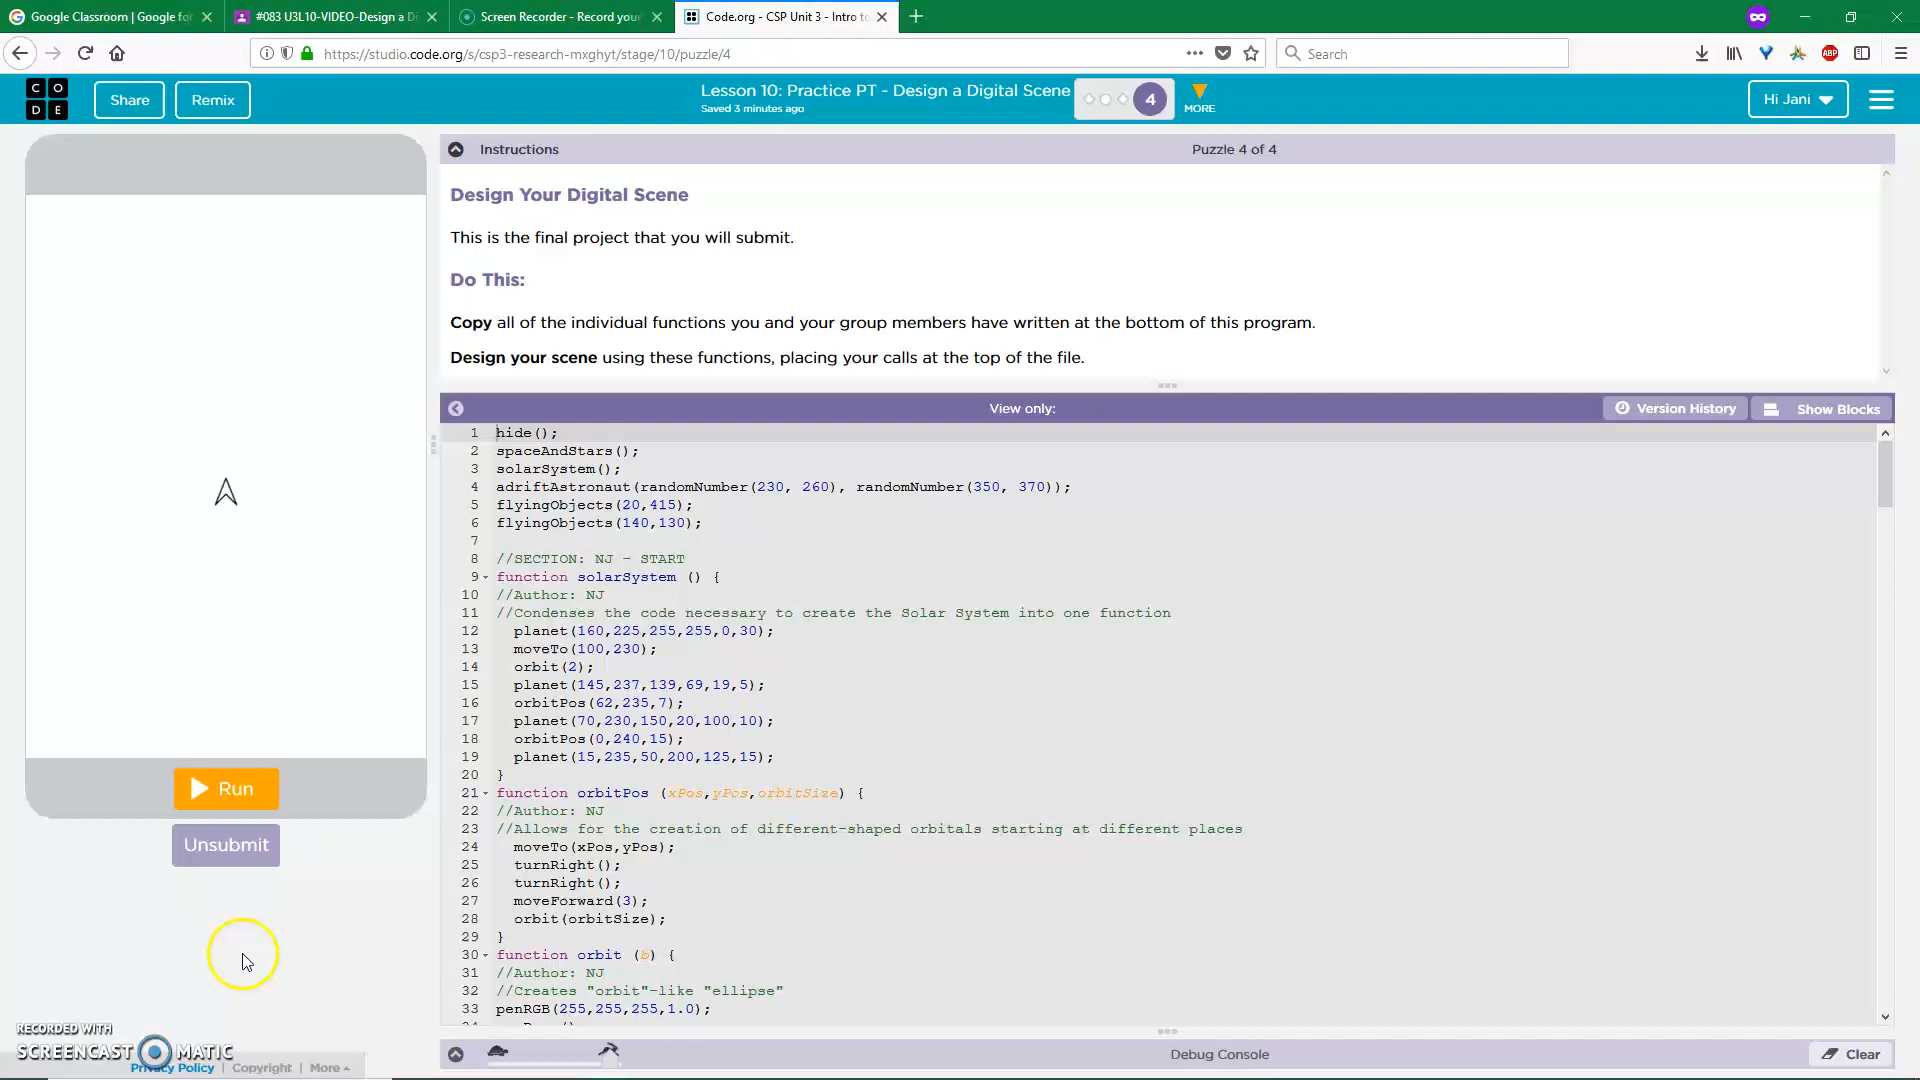 Google Classroom | Google fo
#083 U3L10-VIDEO-Design a Di
Screen Recorder - Record your
Code.org - CSP Unit 3 - Intro to
https://studio.code.org/s/csp3-research-mxghyt/stage/10/puzzle/4
Search
ABP
CODE
Share
Remix
Lesson 10: Practice PT - Design a Digital Scene
Saved 3 minutes ago
4
MORE
Hi Jani
Instructions
Puzzle 4 of 4
Design Your Digital Scene
This is the final project that you will submit.
Do This:
Copy all of the individual functions you and your group members have written at the bottom of this program.
Design your scene using these functions, placing your calls at the top of the file.
View only:
Version History
Show Blocks
1 hide();
2 spaceAndStars();
3 solarSystem();
4 adriftAstronaut(randomNumber(230, 260), randomNumber(350, 370));
5 flyingObjects(20,415);
6 flyingObjects(140,130);
7
8 //SECTION: NJ - START
9 function solarSystem () {
10 //Author: NJ
11 //Condenses the code necessary to create the Solar System into one function
12 planet(160,225,255,255,0,30);
13 moveTo(100,230);
14 orbit(2);
15 planet(145,237,139,69,19,5);
16 orbitPos(62,235,7);
17 planet(70,230,150,20,100,10);
18 orbitPos(0,240,15);
19 planet(15,235,50,200,125,15);
20 }
21 function orbitPos (xPos,yPos,orbitSize) {
22 //Author: NJ
23 //Allows for the creation of different-shaped orbitals starting at different places
24 moveTo(xPos,yPos);
25 turnRight();
26 turnRight();
27 moveForward(3);
28 orbit(orbitSize);
29 }
30 function orbit (b) {
31 //Author: NJ
32 //Creates "orbit"-like "ellipse"
33 penRGB(255,255,255,1.0);
Run
Unsubmit
RECORDED WITH
SCREENCAST MATIC
Privacy Policy | Copyright | More
Debug Console
Clear